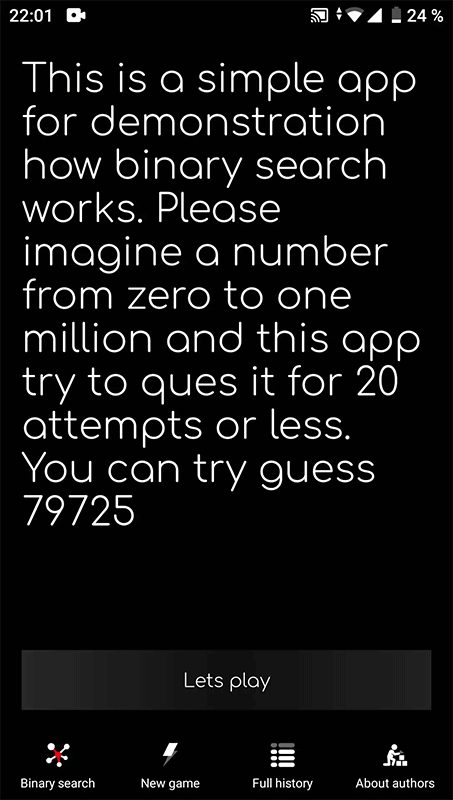 22:01 24 %
This is a simple app
for demonstration
how binary search
works. Please
imagine a number
from zero to one
million and this app
try to ques it for 20
attempts or less.
You can try guess
79725
Lets play
Binary search New game Full history About authors